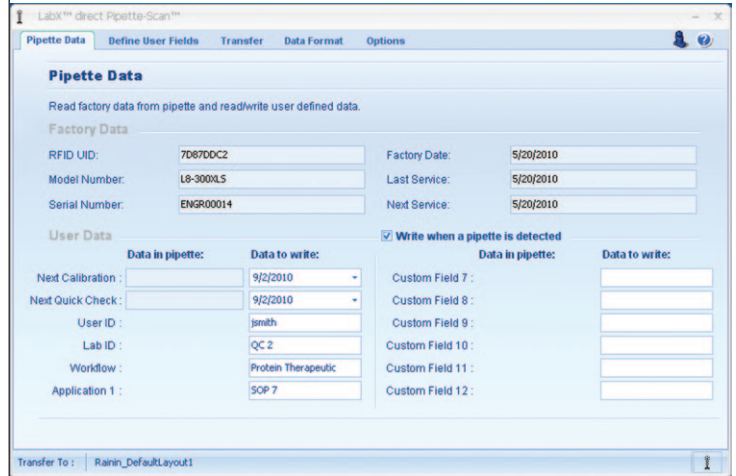 LabX™ direct Pipette-Scan™
Pipette Data Define User Fields Transfer Data Format Options
Pipette Data
Read factory data from pipette and read/write user defined data.
Factory Data
RFID UID: 7D87DDC2 Factory Date: 5/20/2010
Model Number: L8-300XLS Last Service: 5/20/2010
Serial Number: ENGR00014 Next Service: 5/20/2010
User Data Write when a pipette is detected
Data in pipette: Data to write: Data in pipette: Data to write:
Next Calibration : 9/2/2010 Custom Field 7 :
Next Quick Check : 9/2/2010 Custom Field 8 :
User ID : jsmith Custom Field 9 :
Lab ID : QC 2 Custom Field 10 :
Workflow : Protein Therapeutic Custom Field 11 :
Application 1 : SOP 7 Custom Field 12 :
Transfer To : Rainin_DefaultLayout1